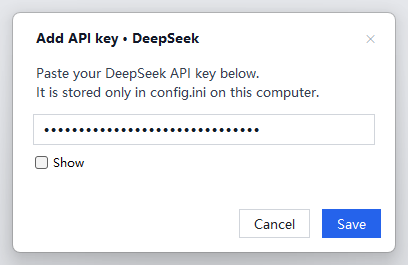 Add API key • DeepSeek
Paste your DeepSeek API key below.
It is stored only in config.ini on this computer.
•••••••••••••••••••••••••••••••
Show
Cancel
Save